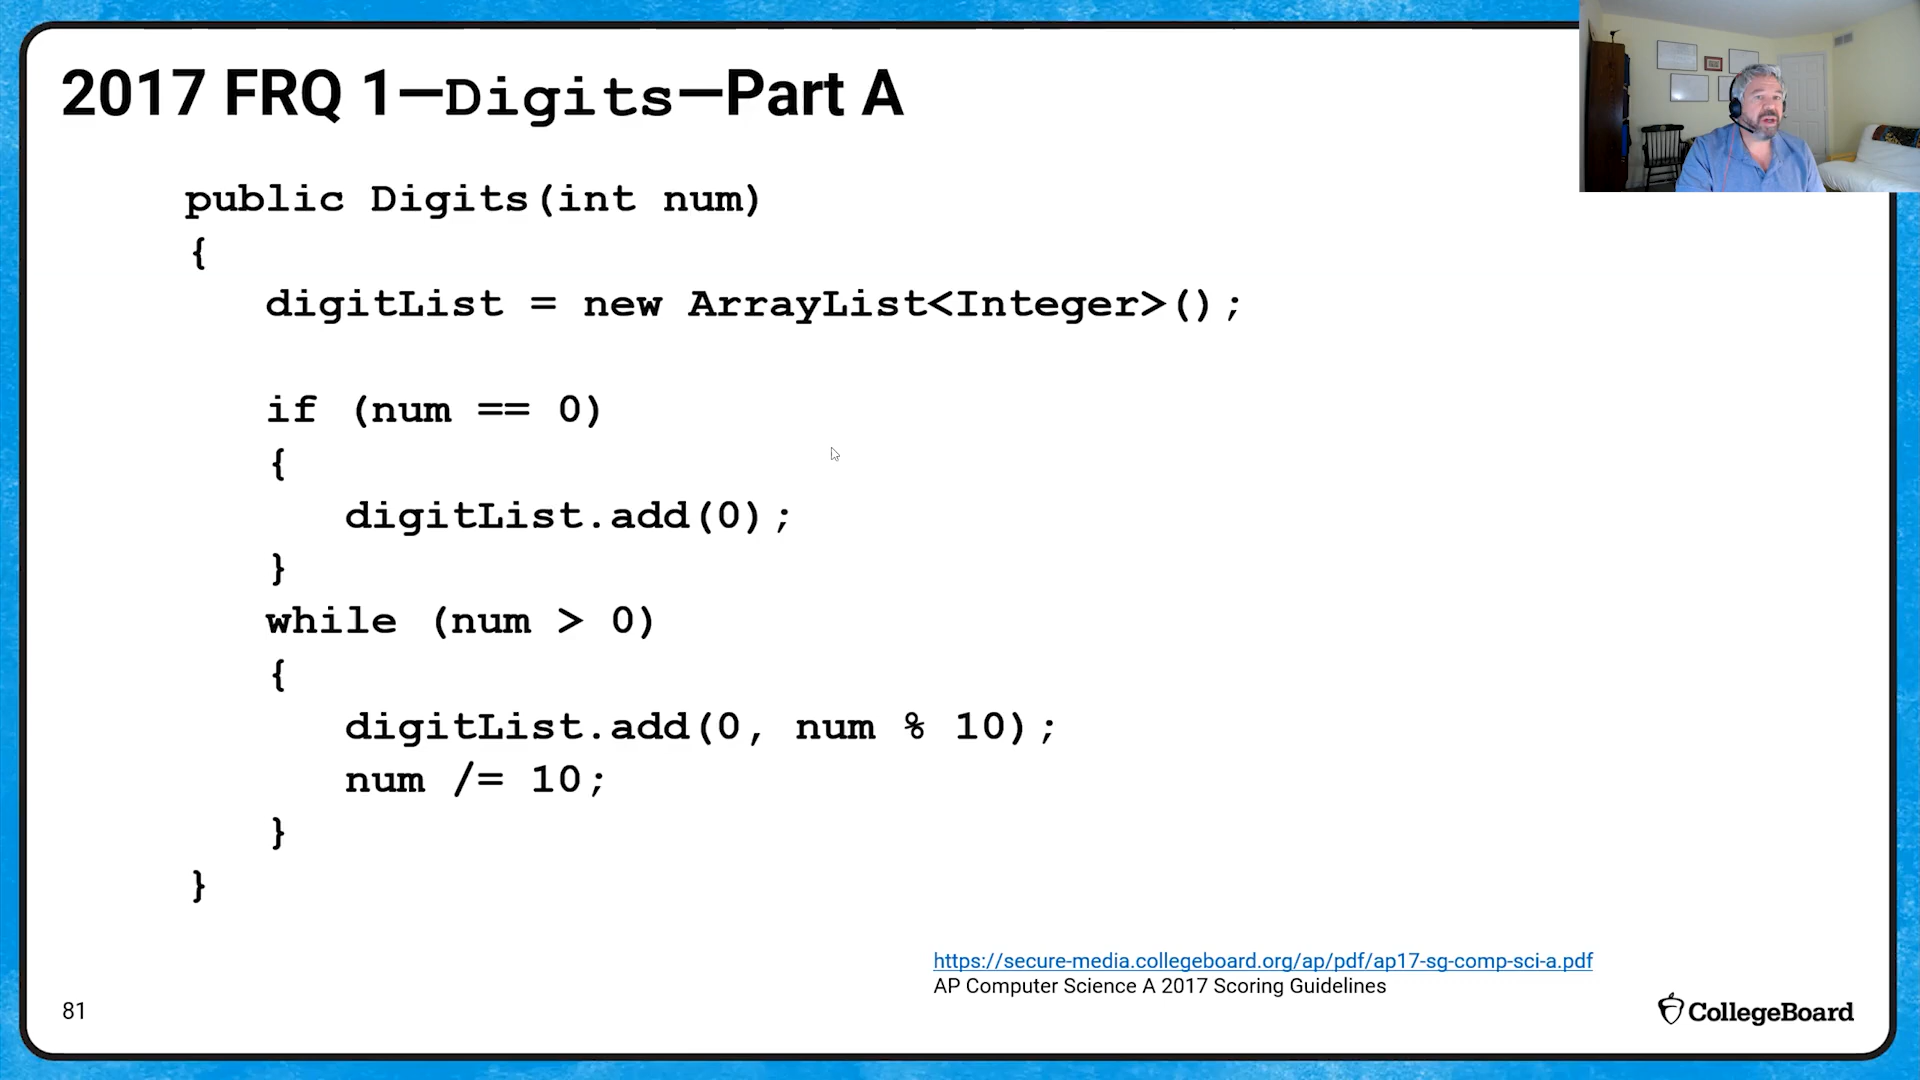 2017 FRQ 1—Digits—Part A
public Digits(int num)
{
digitList = new ArrayList<Integer>();
if (num == 0)
{
digitList.add(0);
}
while (num > 0)
{
digitList.add(0, num % 10);
num /= 10;
}
}
https://secure-media.collegeboard.org/ap/pdf/ap17-sg-comp-sci-a.pdf
AP Computer Science A 2017 Scoring Guidelines
81
CollegeBoard